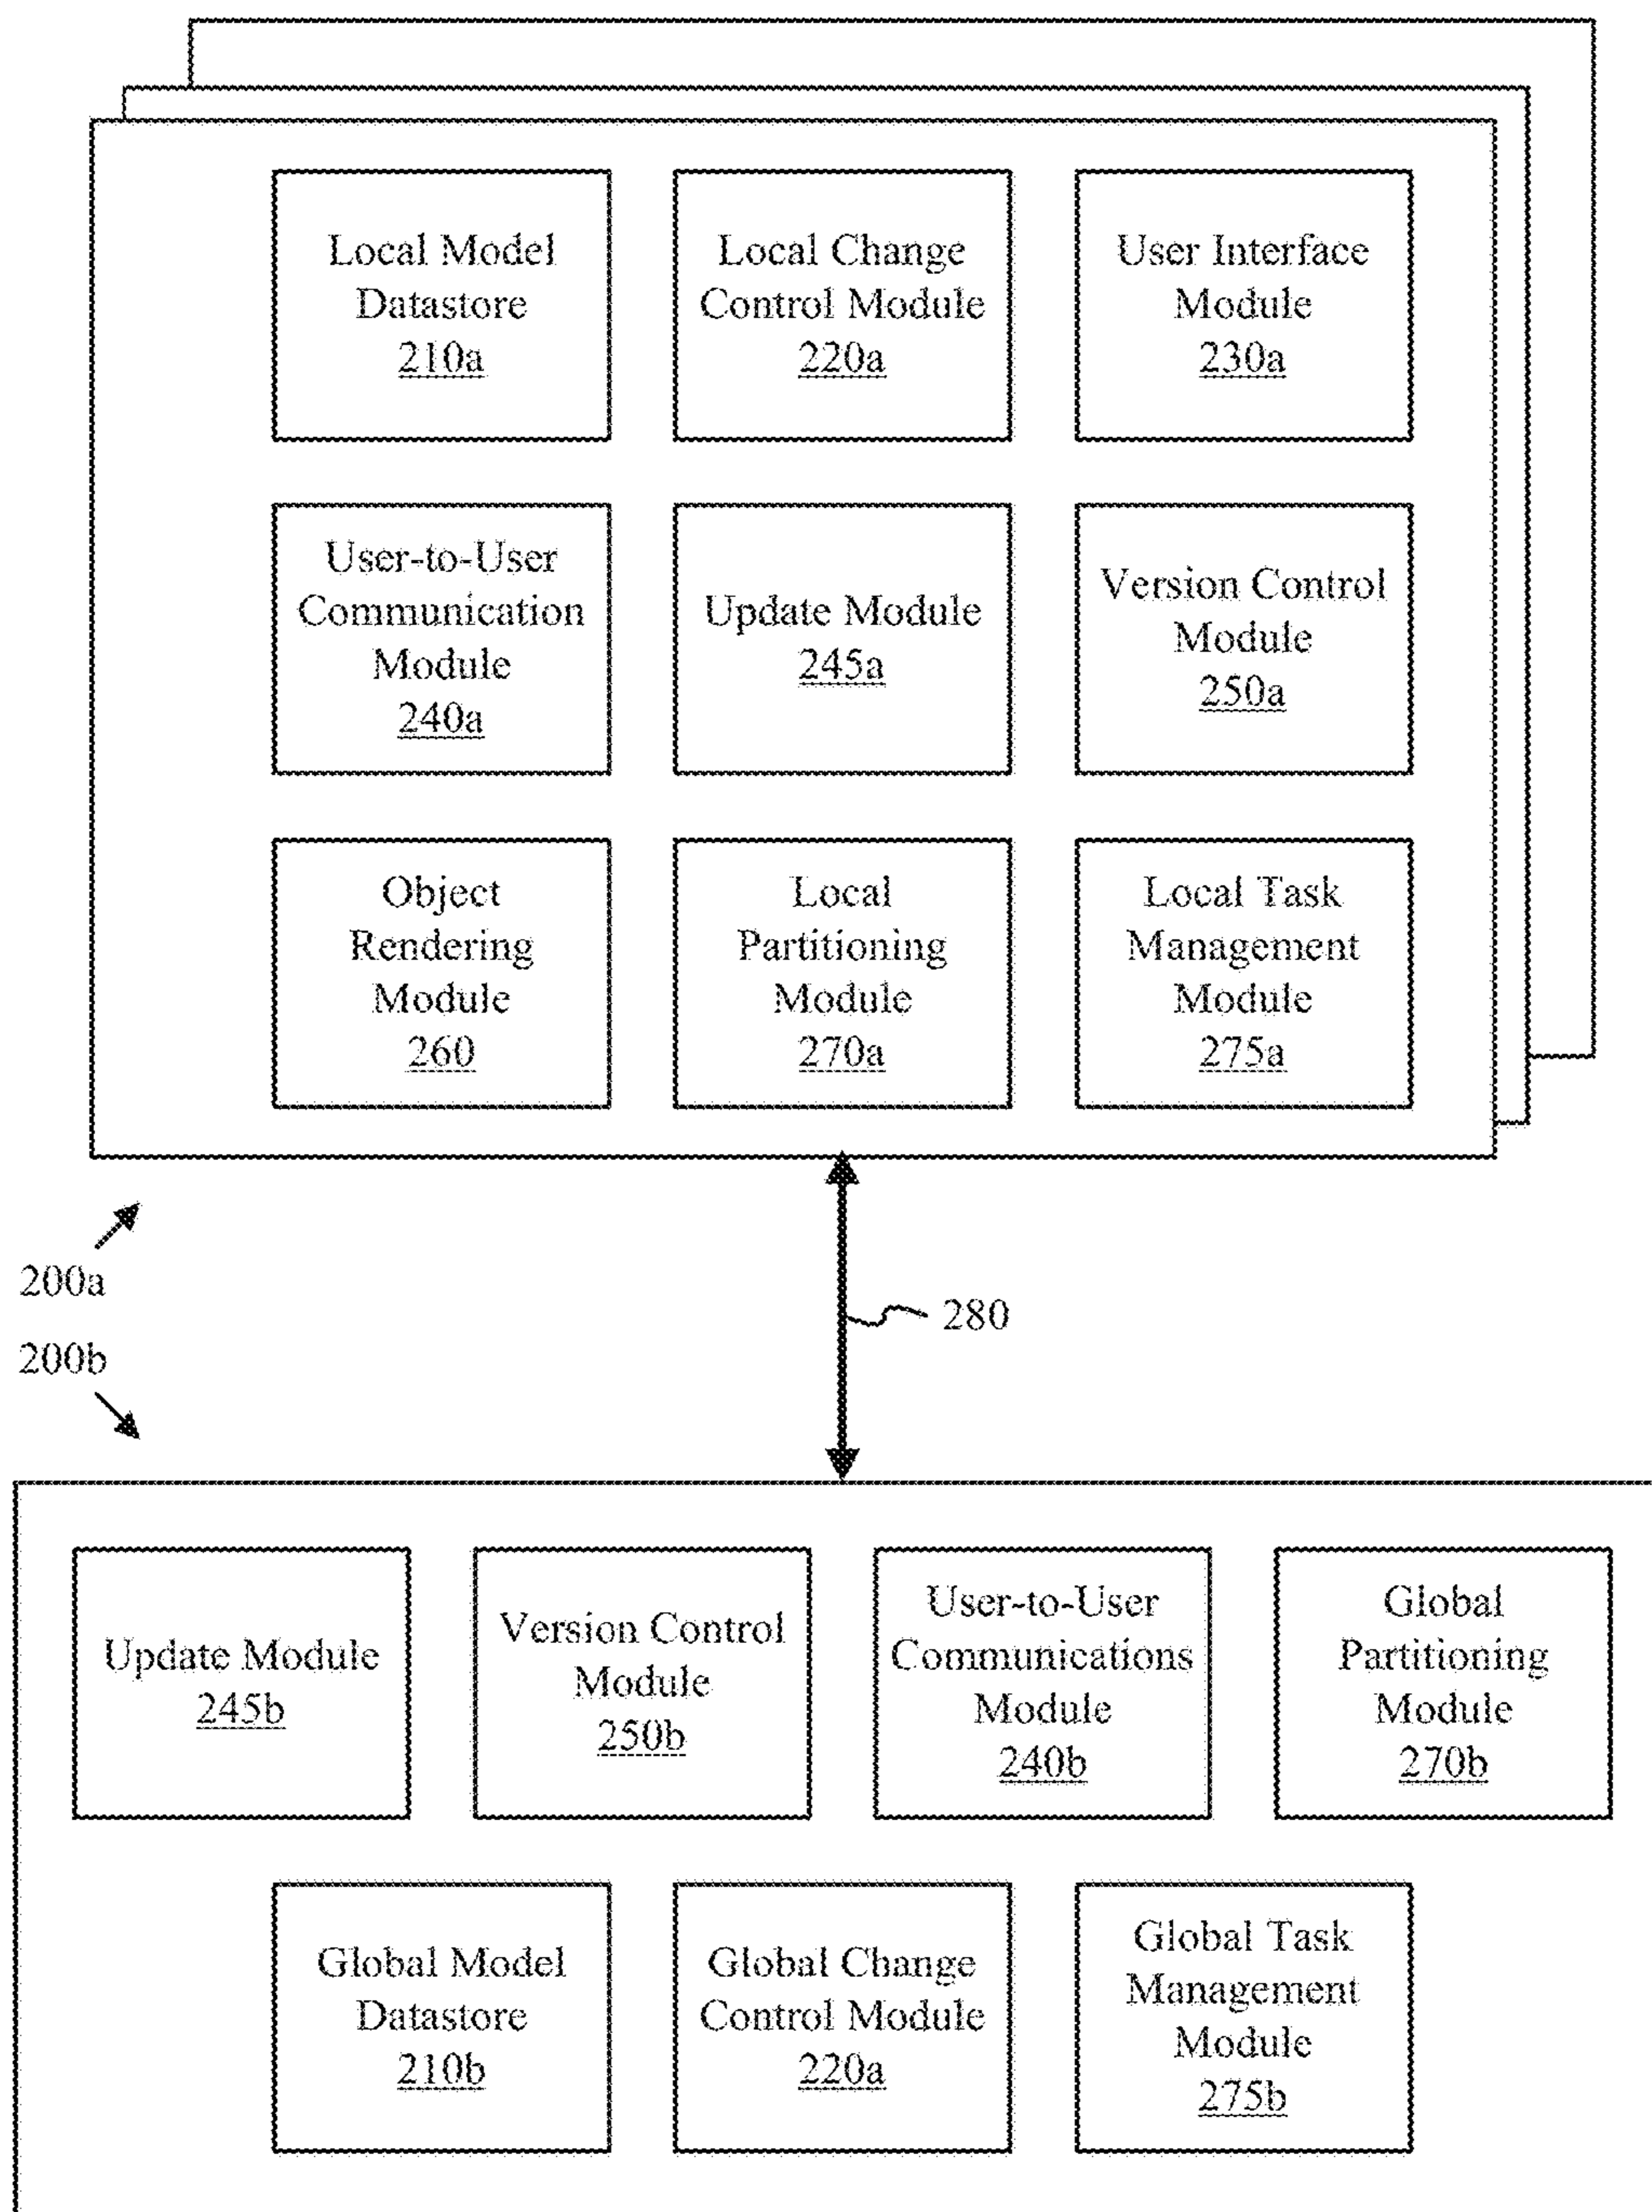 Local Model
Datastore
210a
Local Change
Control Module
220a
User Interface
Module
230a
User-to-User
Communication
Module
240a
Update Module
245a
Version Control
Module
250a
Object
Rendering
Module
260
Local
Partitioning
Module
270a
Local Task
Management
Module
275a
200a
280
200b
Update Module
245b
Version Control
Module
250b
User-to-User
Communications
Module
240b
Global
Partitioning
Module
270b
Global Model
Datastore
210b
Global Change
Control Module
220a
Global Task
Management
Module
275b